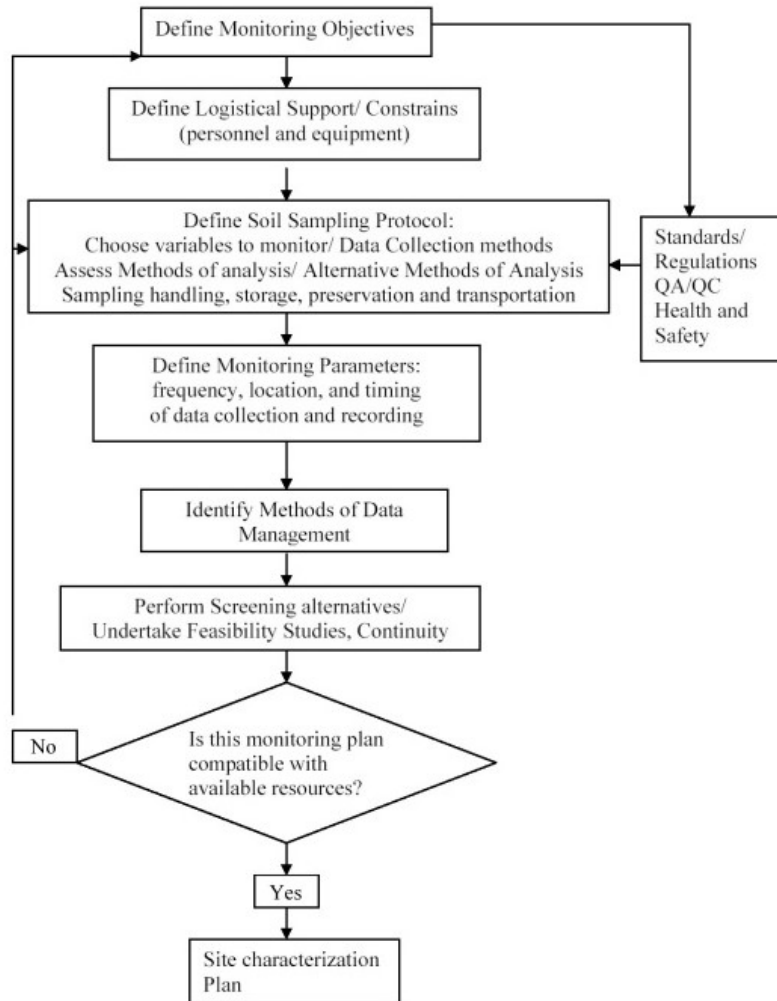 Define Monitoring Objectives
Define Logistical Support/ Constrains
(personnel and equipment)
Define Soil Sampling Protocol:
Choose variables to monitor/ Data Collection methods
Assess Methods of analysis/ Alternative Methods of Analysis
Sampling handling, storage, preservation and transportation
Standards/
Regulations
QA/QC
Health and
Safety
Define Monitoring Parameters:
frequency, location, and timing
of data collection and recording
Identify Methods of Data
Management
Perform Screening alternatives/
Undertake Feasibility Studies, Continuity
Is this monitoring plan
compatible with
available resources?
No
Yes
Site characterization
Plan